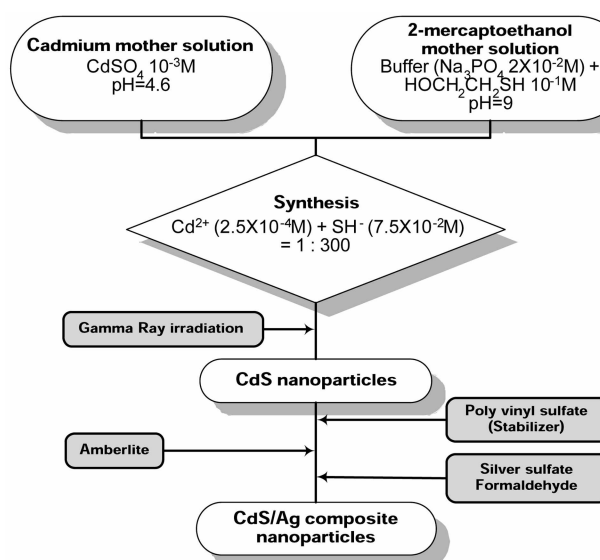 Cadmium mother solution
CdSO₄ 10⁻³M
pH=4.6
2-mercaptoethanol
mother solution
Buffer (Na₃PO₄ 2X10⁻²M) +
HOCH₂CH₂SH 10⁻¹M
pH=9
Synthesis
Cd²⁺ (2.5X10⁻⁴M) + SH⁻ (7.5X10⁻²M)
= 1 : 300
Gamma Ray irradiation
CdS nanoparticles
Poly vinyl sulfate
(Stabilizer)
Amberlite
Silver sulfate
Formaldehyde
CdS/Ag composite
nanoparticles